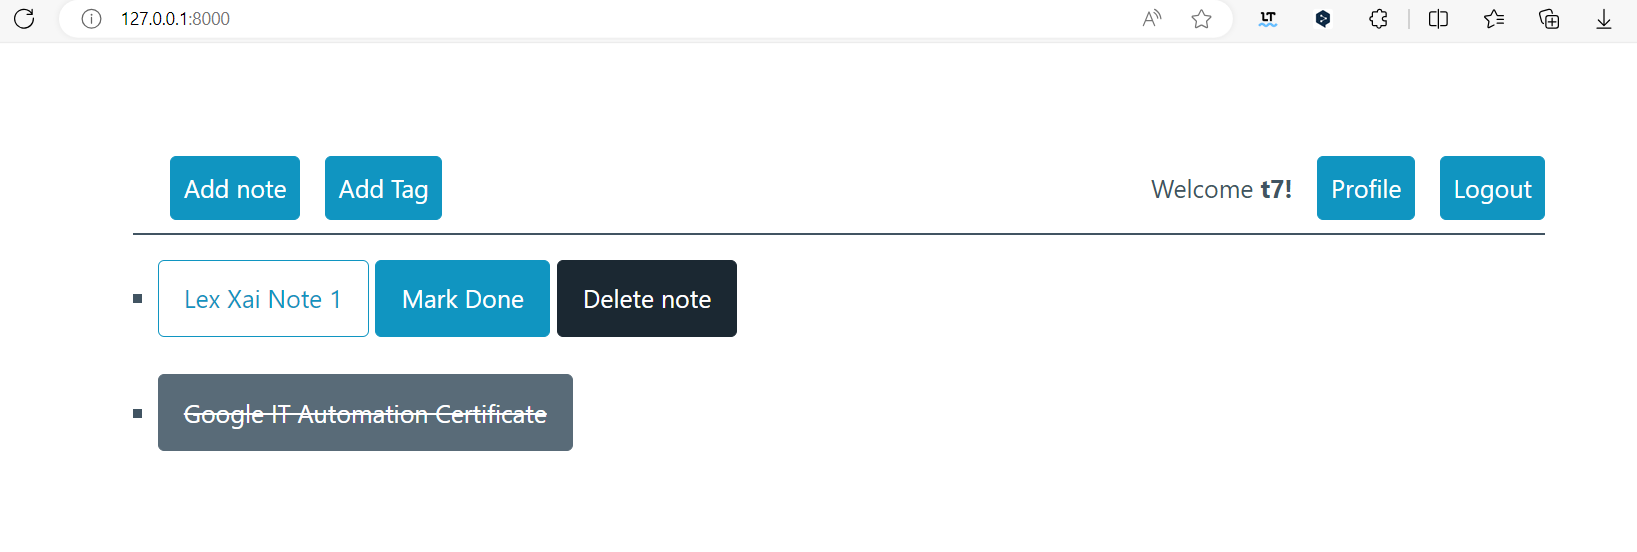 127.0.0.1:8000
LT
Add note Add Tag Welcome t7! Profile Logout
Lex Xai Note 1 Mark Done Delete note
Google IT Automation Certificate